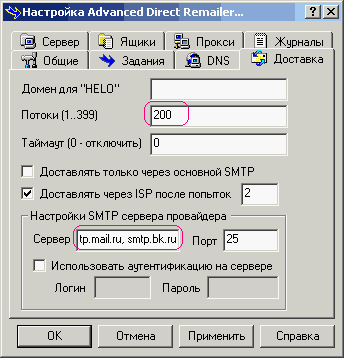 Настройка Advanced Direct Remailer...
Сервер Ящики Прокси Журналы
Общие Задания DNS Доставка
Домен для "HELO"
Потоки (1..399) 200
Таймаут (0 - отключить) 0
Доставлять только через основной SMTP
Доставлять через ISP после попыток 2
Настройки SMTP сервера провайдера
Сервер tp.mail.ru, smtp.bk.ru Порт 25
Использовать аутентификацию на сервере
Логин Пароль
OK Отмена Применить Справка